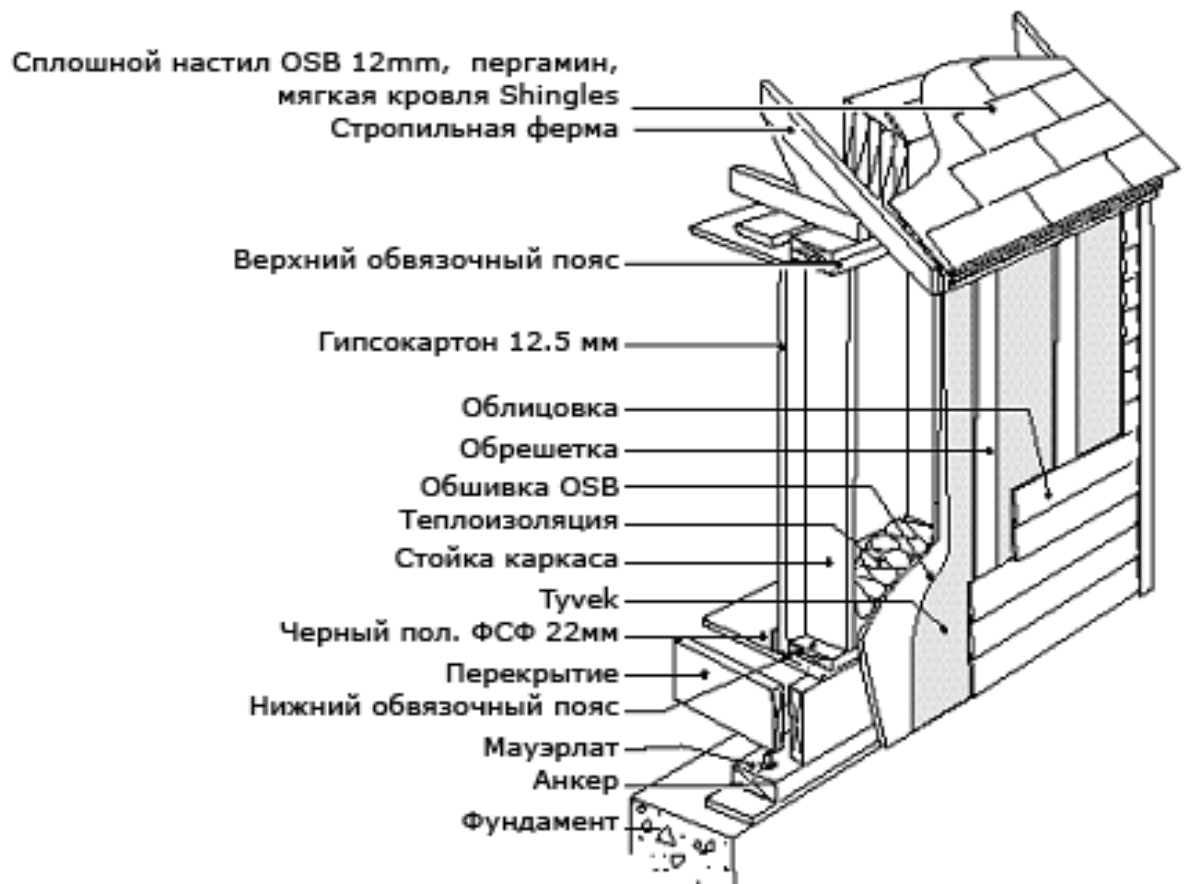 Сплошной настил OSB 12mm, пергамин,
мягкая кровля Shingles
Стропильная ферма
Верхний обвязочный пояс
Гипсокартон 12.5 мм
Облицовка
Обрешетка
Обшивка OSB
Теплоизоляция
Стойка каркаса
Tyvek
Черный пол. ФСФ 22мм
Перекрытие
Нижний обвязочный пояс
Мауэрлат
Анкер
Фундамент